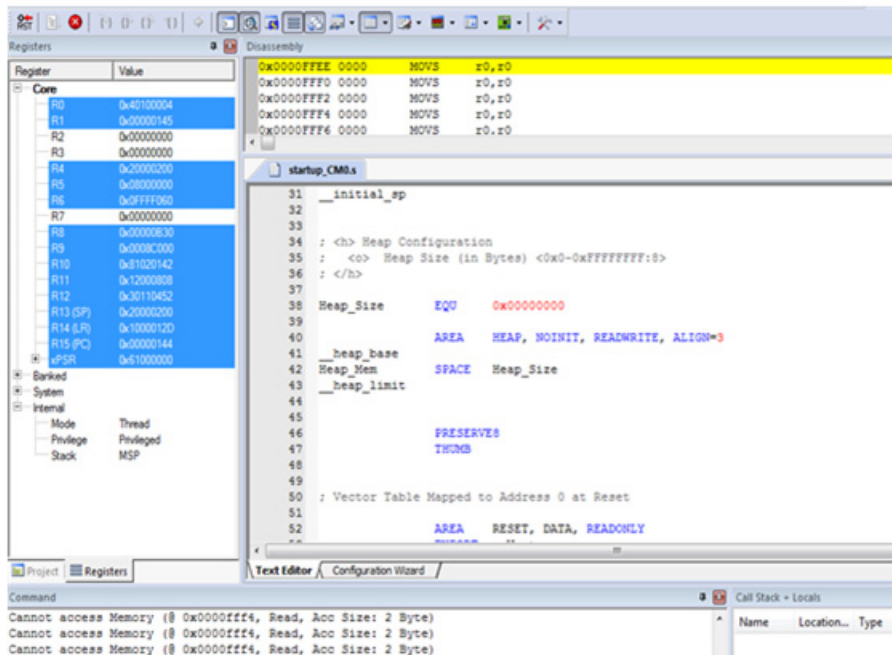 Registers
Register Value
Core
R0 0x40100004
R1 0x00000145
R2 0x00000000
R3 0x00000000
R4 0x20000200
R5 0x08000000
R6 0x0FFFF060
R7 0x00000000
R8 0x00000B30
R9 0x0008C000
R10 0x81020142
R11 0x12000808
R12 0x30110452
R13 (SP) 0x20000200
R14 (LR) 0x1000012D
R15 (PC) 0x00000144
xPSR 0x61000000
Banked
System
Internal
Mode Thread
Privilege Privileged
Stack MSP
Project Registers
Disassembly
0x0000FFEE 0000 MOVS r0,r0
0x0000FFF0 0000 MOVS r0,r0
0x0000FFF2 0000 MOVS r0,r0
0x0000FFF4 0000 MOVS r0,r0
0x0000FFF6 0000 MOVS r0,r0
startup_CM0.s
31 __initial_sp
32
33
34 ; <h> Heap Configuration
35 ; <o> Heap Size (in Bytes) <0x0-0xFFFFFFFF:8>
36 ; </h>
37
38 Heap_Size EQU 0x00000000
39
40 AREA HEAP, NOINIT, READWRITE, ALIGN=3
41 __heap_base
42 Heap_Mem SPACE Heap_Size
43 __heap_limit
44
45
46 PRESERVE8
47 THUMB
48
49
50 ; Vector Table Mapped to Address 0 at Reset
51
52 AREA RESET, DATA, READONLY
Text Editor Configuration Wizard
Command
Cannot access Memory (@ 0x0000fff4, Read, Acc Size: 2 Byte)
Cannot access Memory (@ 0x0000fff4, Read, Acc Size: 2 Byte)
Cannot access Memory (@ 0x0000fff4, Read, Acc Size: 2 Byte)
Call Stack + Locals
Name Location... Type